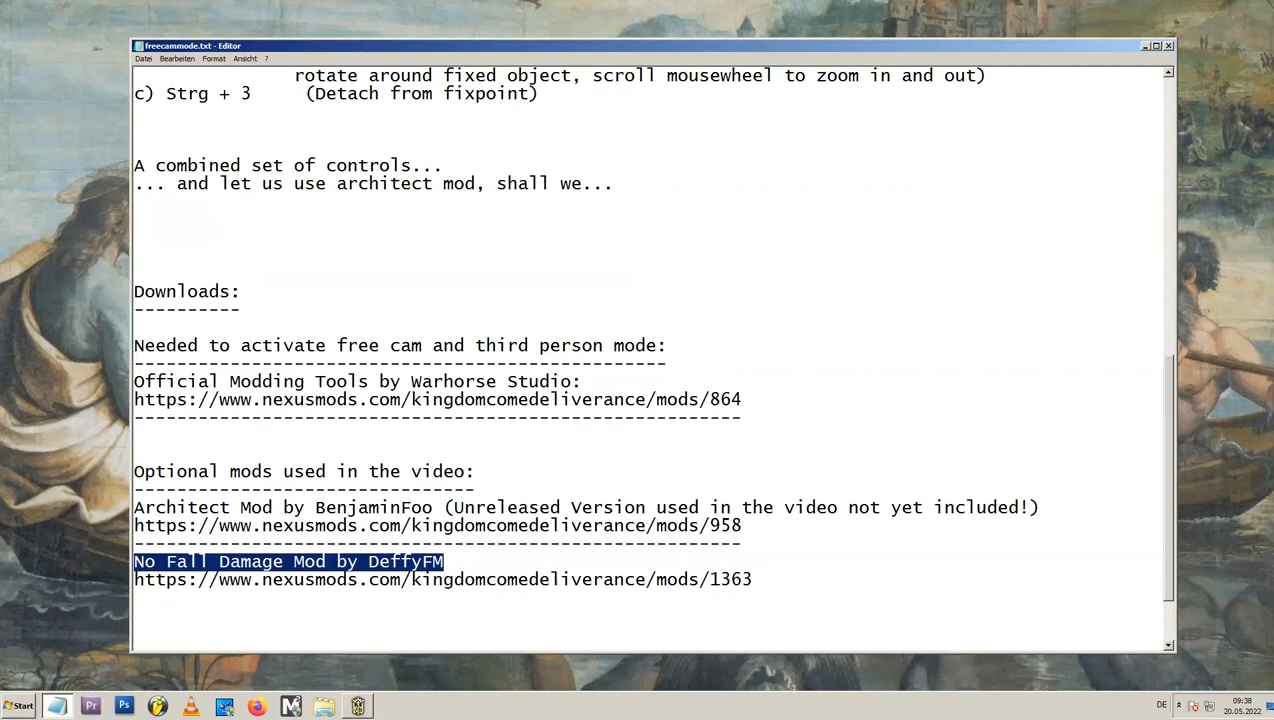 freecammode.txt - Editor
Datei Bearbeiten Format Ansicht ?
rotate around fixed object, scroll mousewheel to zoom in and out)
c) Strg + 3 (Detach from fixpoint)
A combined set of controls...
... and let us use architect mod, shall we...
Downloads:
----------
Needed to activate free cam and third person mode:
--------------------------------------------------
Official Modding Tools by Warhorse Studio:
https://www.nexusmods.com/kingdomcomedeliverance/mods/864
---------------------------------------------------------
Optional mods used in the video:
--------------------------------
Architect Mod by BenjaminFoo (Unreleased Version used in the video not yet included!)
https://www.nexusmods.com/kingdomcomedeliverance/mods/958
---------------------------------------------------------
No Fall Damage Mod by DeffyFM
https://www.nexusmods.com/kingdomcomedeliverance/mods/1363
Start
Pr
Ps
DE
09:38
20.05.2022